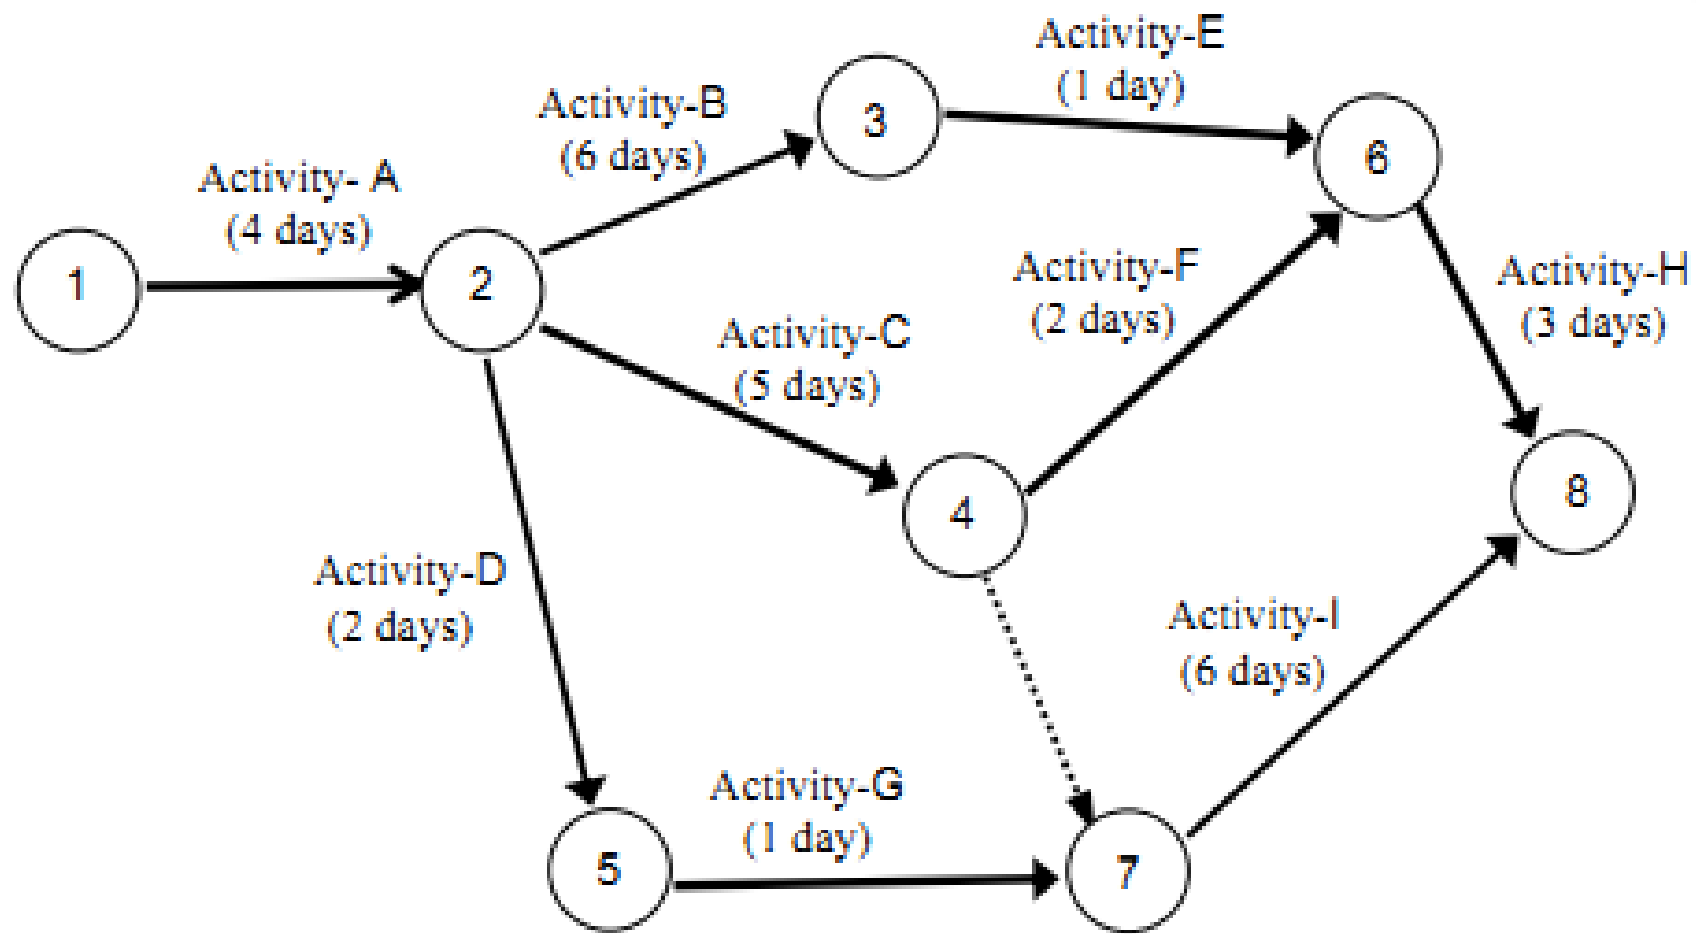 Activity-E
(1 day)
Activity-B
(6 days)
3
6
Activity- A
(4 days)
1
2
Activity-F
(2 days)
Activity-H
(3 days)
Activity-C
(5 days)
4
8
Activity-D
(2 days)
Activity-I
(6 days)
Activity-G
(1 day)
5
7